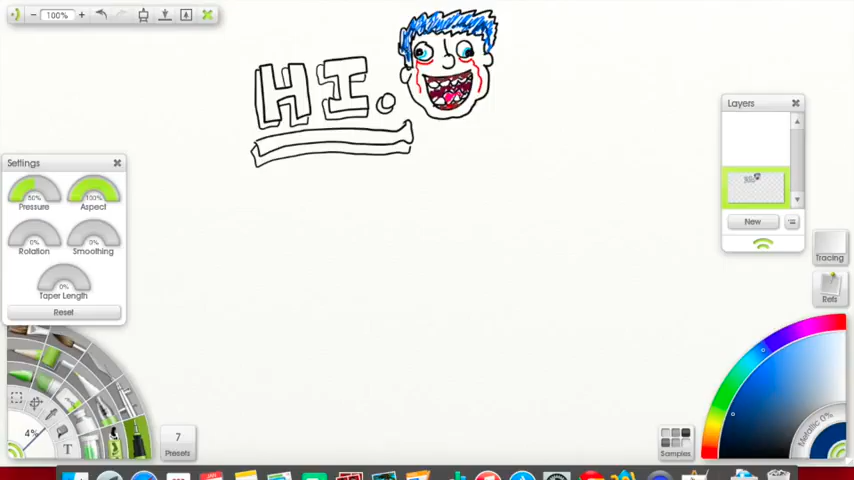 100%
HI.
Layers
Settings
50%
100%
Pressure
Aspect
0%
0%
Rotation
Smoothing
New
0%
Taper Length
Tracing
Reset
Refs
4%
T
7
Presets
Samples
Metallic 0%